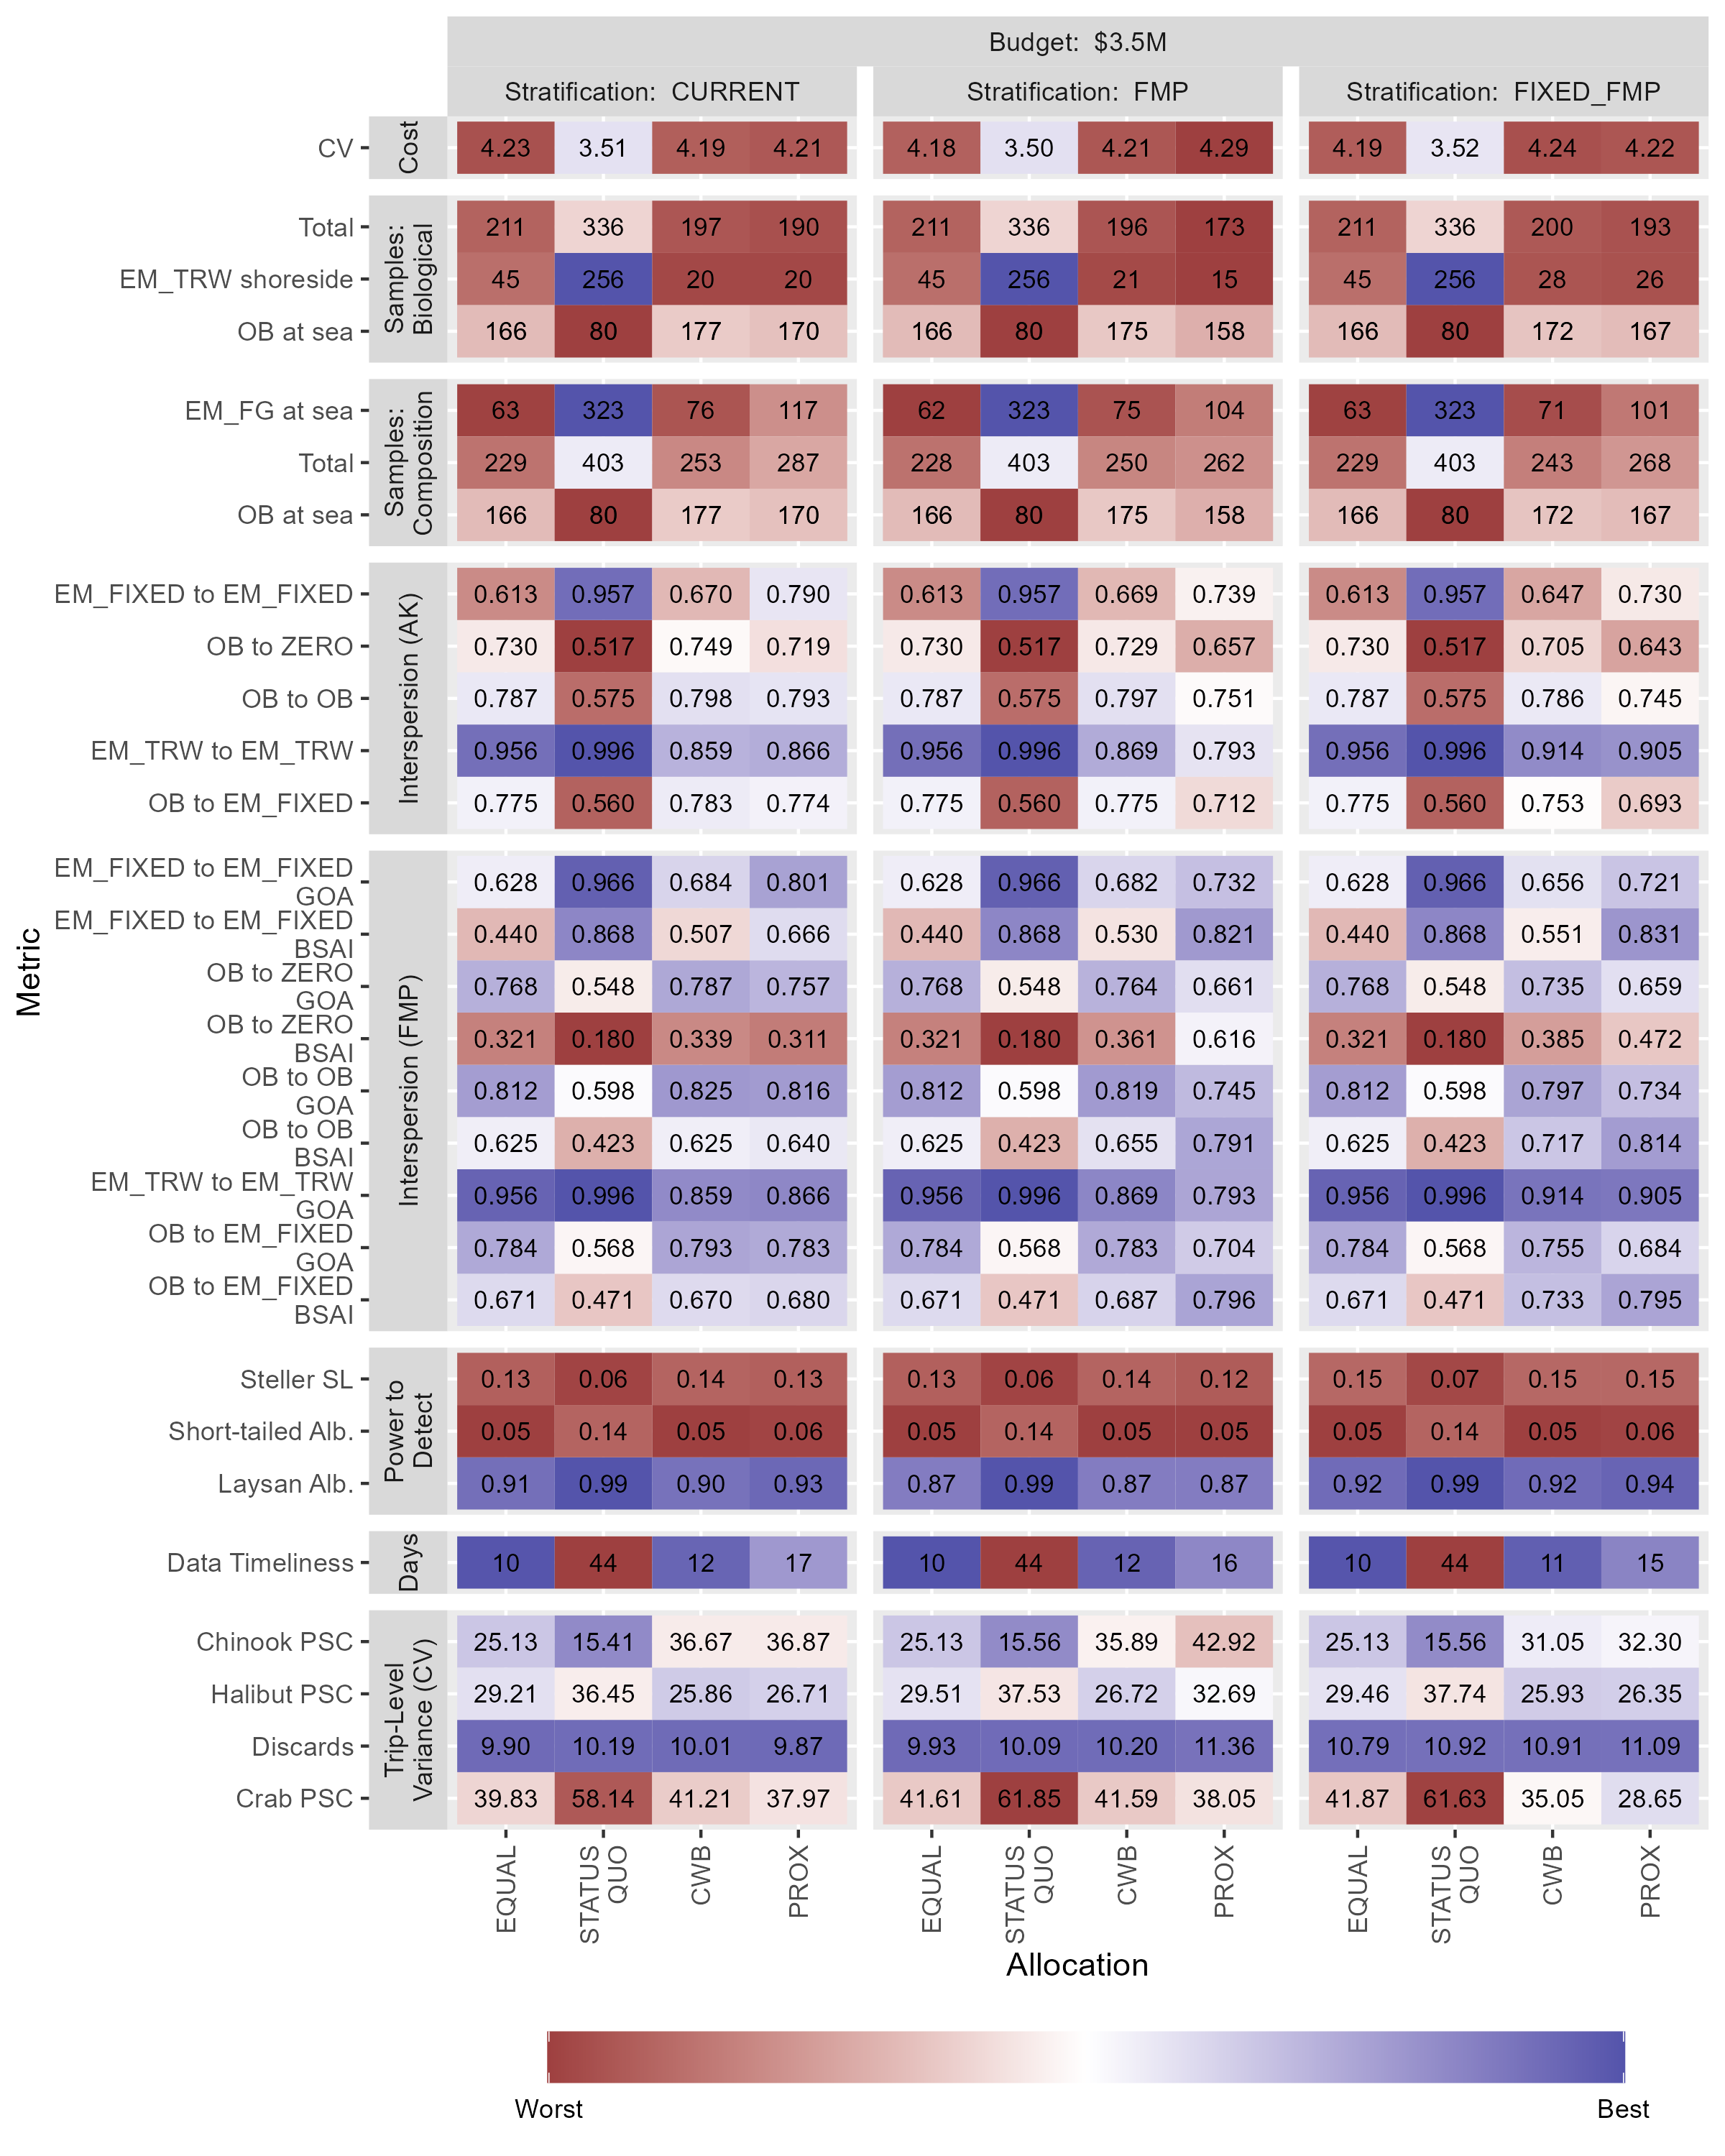 Budget:  $3.5M
Stratification:  CURRENT Stratification:  FMP Stratification:  FIXED_FMP
Cost
CV 4.23 3.51 4.19 4.21 4.18 3.50 4.21 4.29 4.19 3.52 4.24 4.22
Samples:
Biological
Total 211 336 197 190 211 336 196 173 211 336 200 193
EM_TRW shoreside 45 256 20 20 45 256 21 15 45 256 28 26
OB at sea 166 80 177 170 166 80 175 158 166 80 172 167
Samples:
Composition
EM_FG at sea 63 323 76 117 62 323 75 104 63 323 71 101
Total 229 403 253 287 228 403 250 262 229 403 243 268
OB at sea 166 80 177 170 166 80 175 158 166 80 172 167
Interspersion (AK)
EM_FIXED to EM_FIXED 0.613 0.957 0.670 0.790 0.613 0.957 0.669 0.739 0.613 0.957 0.647 0.730
OB to ZERO 0.730 0.517 0.749 0.719 0.730 0.517 0.729 0.657 0.730 0.517 0.705 0.643
OB to OB 0.787 0.575 0.798 0.793 0.787 0.575 0.797 0.751 0.787 0.575 0.786 0.745
EM_TRW to EM_TRW 0.956 0.996 0.859 0.866 0.956 0.996 0.869 0.793 0.956 0.996 0.914 0.905
OB to EM_FIXED 0.775 0.560 0.783 0.774 0.775 0.560 0.775 0.712 0.775 0.560 0.753 0.693
Metric
Interspersion (FMP)
EM_FIXED to EM_FIXED
GOA 0.628 0.966 0.684 0.801 0.628 0.966 0.682 0.732 0.628 0.966 0.656 0.721
EM_FIXED to EM_FIXED
BSAI 0.440 0.868 0.507 0.666 0.440 0.868 0.530 0.821 0.440 0.868 0.551 0.831
OB to ZERO
GOA 0.768 0.548 0.787 0.757 0.768 0.548 0.764 0.661 0.768 0.548 0.735 0.659
OB to ZERO
BSAI 0.321 0.180 0.339 0.311 0.321 0.180 0.361 0.616 0.321 0.180 0.385 0.472
OB to OB
GOA 0.812 0.598 0.825 0.816 0.812 0.598 0.819 0.745 0.812 0.598 0.797 0.734
OB to OB
BSAI 0.625 0.423 0.625 0.640 0.625 0.423 0.655 0.791 0.625 0.423 0.717 0.814
EM_TRW to EM_TRW
GOA 0.956 0.996 0.859 0.866 0.956 0.996 0.869 0.793 0.956 0.996 0.914 0.905
OB to EM_FIXED
GOA 0.784 0.568 0.793 0.783 0.784 0.568 0.783 0.704 0.784 0.568 0.755 0.684
OB to EM_FIXED
BSAI 0.671 0.471 0.670 0.680 0.671 0.471 0.687 0.796 0.671 0.471 0.733 0.795
Power to
Detect
Steller SL 0.13 0.06 0.14 0.13 0.13 0.06 0.14 0.12 0.15 0.07 0.15 0.15
Short-tailed Alb. 0.05 0.14 0.05 0.06 0.05 0.14 0.05 0.05 0.05 0.14 0.05 0.06
Laysan Alb. 0.91 0.99 0.90 0.93 0.87 0.99 0.87 0.87 0.92 0.99 0.92 0.94
Days
Data Timeliness 10 44 12 17 10 44 12 16 10 44 11 15
Trip-Level
Variance (CV)
Chinook PSC 25.13 15.41 36.67 36.87 25.13 15.56 35.89 42.92 25.13 15.56 31.05 32.30
Halibut PSC 29.21 36.45 25.86 26.71 29.51 37.53 26.72 32.69 29.46 37.74 25.93 26.35
Discards 9.90 10.19 10.01 9.87 9.93 10.09 10.20 11.36 10.79 10.92 10.91 11.09
Crab PSC 39.83 58.14 41.21 37.97 41.61 61.85 41.59 38.05 41.87 61.63 35.05 28.65
EQUAL STATUS QUO CWB PROX EQUAL STATUS QUO CWB PROX EQUAL STATUS QUO CWB PROX
Allocation
Worst Best